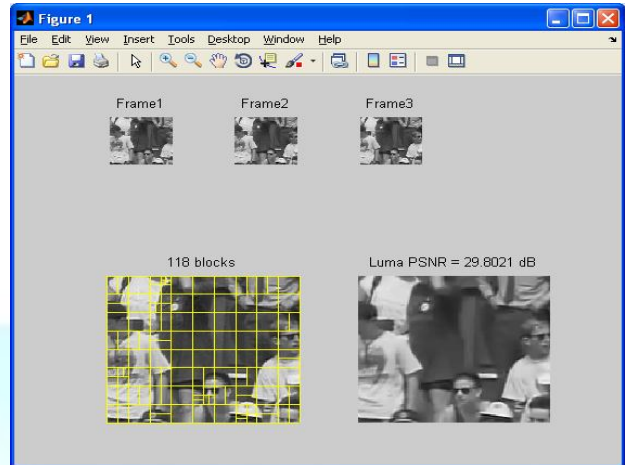 Figure 1
File Edit View Insert Tools Desktop Window Help
Frame1 Frame2 Frame3
118 blocks Luma PSNR = 29.8021 dB